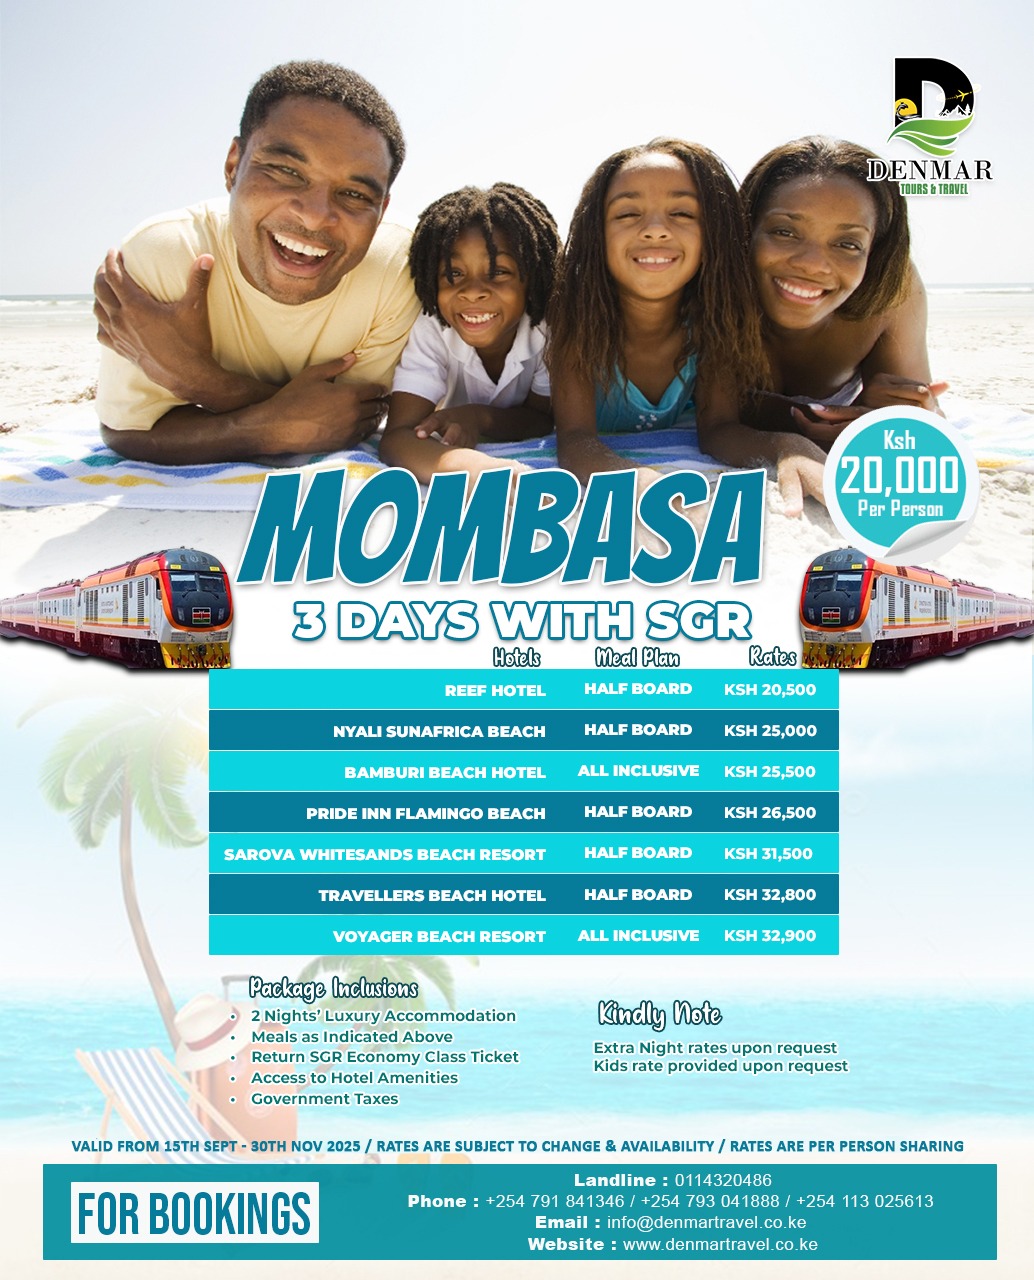 DENMAR
TOURS & TRAVEL
Ksh
20,000
Per Person
MOMBASA
3 DAYS WITH SGR
Hotels Meal Plan Rates
REEF HOTEL HALF BOARD KSH 20,500
NYALI SUNAFRICA BEACH HALF BOARD KSH 25,000
BAMBURI BEACH HOTEL ALL INCLUSIVE KSH 25,500
PRIDE INN FLAMINGO BEACH HALF BOARD KSH 26,500
SAROVA WHITESANDS BEACH RESORT HALF BOARD KSH 31,500
TRAVELLERS BEACH HOTEL HALF BOARD KSH 32,800
VOYAGER BEACH RESORT ALL INCLUSIVE KSH 32,900
Package Inclusions
• 2 Nights' Luxury Accommodation
• Meals as Indicated Above
• Return SGR Economy Class Ticket
• Access to Hotel Amenities
• Government Taxes
Kindly Note
Extra Night rates upon request
Kids rate provided upon request
VALID FROM 15TH SEPT - 30TH NOV 2025 / RATES ARE SUBJECT TO CHANGE & AVAILABILITY / RATES ARE PER PERSON SHARING
FOR BOOKINGS
Landline : 0114320486
Phone : +254 791 841346 / +254 793 041888 / +254 113 025613
Email : info@denmartravel.co.ke
Website : www.denmartravel.co.ke